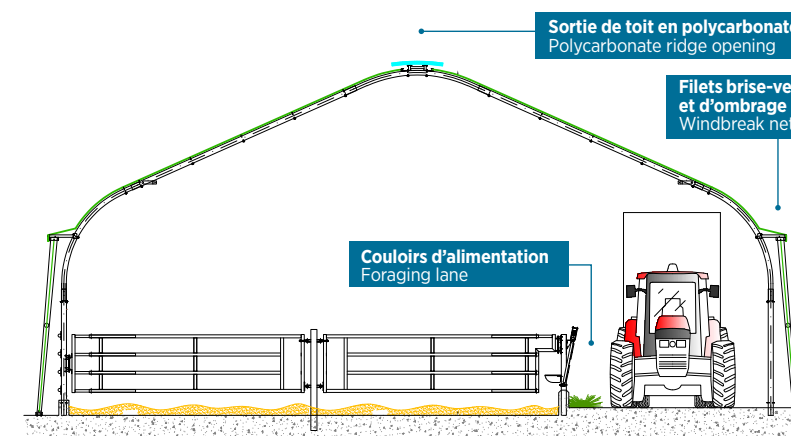 Sortie de toit en polycarbonate
Polycarbonate ridge opening
Filets brise-ve
et d'ombrage
Windbreak net
Couloirs d'alimentation
Foraging lane